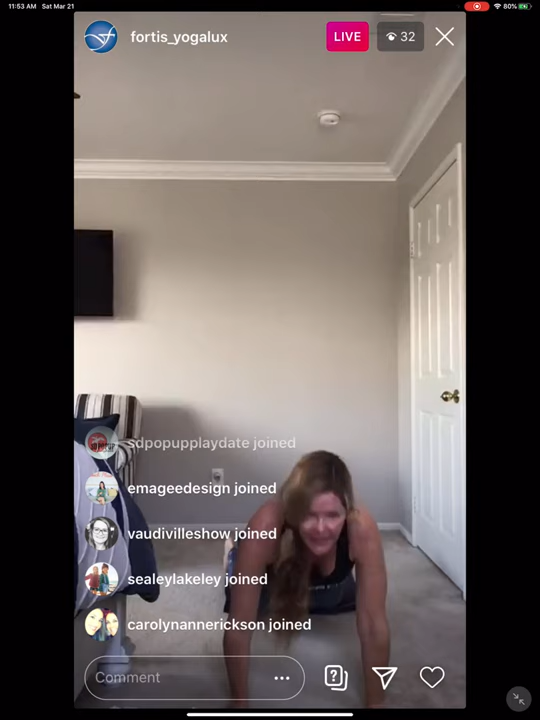 11:53 AM Sat Mar 21
80%
fortis_yogalux
LIVE
32
sdpopupplaydate joined
emageedesign joined
vaudivilleshow joined
sealeylakeley joined
carolynannerickson joined
Comment